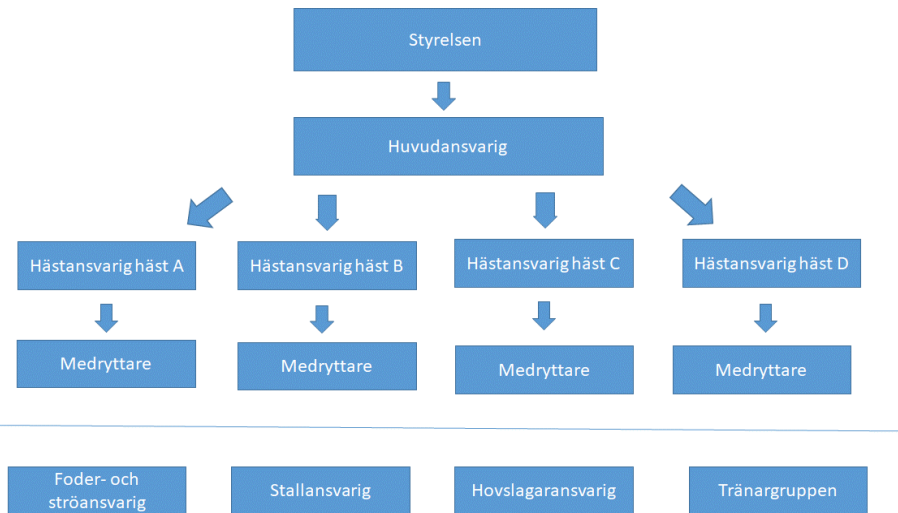 Styrelsen
Huvudansvarig
Hästansvarig häst A
Hästansvarig häst B
Hästansvarig häst C
Hästansvarig häst D
Medryttare
Medryttare
Medryttare
Medryttare
Foder- och
ströansvarig
Stallansvarig
Hovslagaransvarig
Tränargruppen